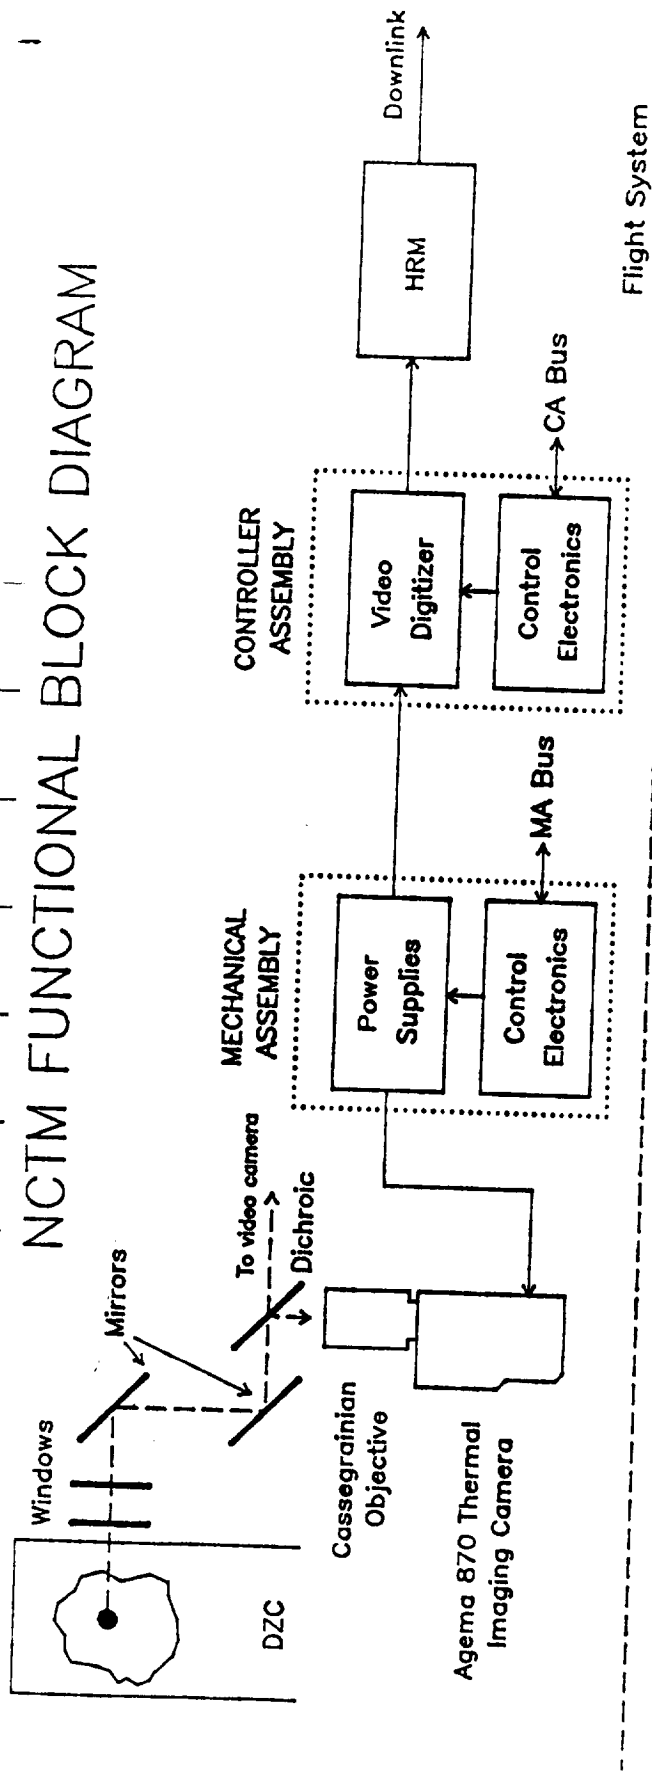 NCTM FUNCTIONAL BLOCK DIAGRAM
Windows
Mirrors
To video camera
Dichroic
DZC
Cassegrainian
Objective
Agema 870 Thermal
Imaging Camera
MECHANICAL
ASSEMBLY
Power
Supplies
Control
Electronics
MA Bus
CONTROLLER
ASSEMBLY
Video
Digitizer
Control
Electronics
CA Bus
HRM
Downlink
Flight System